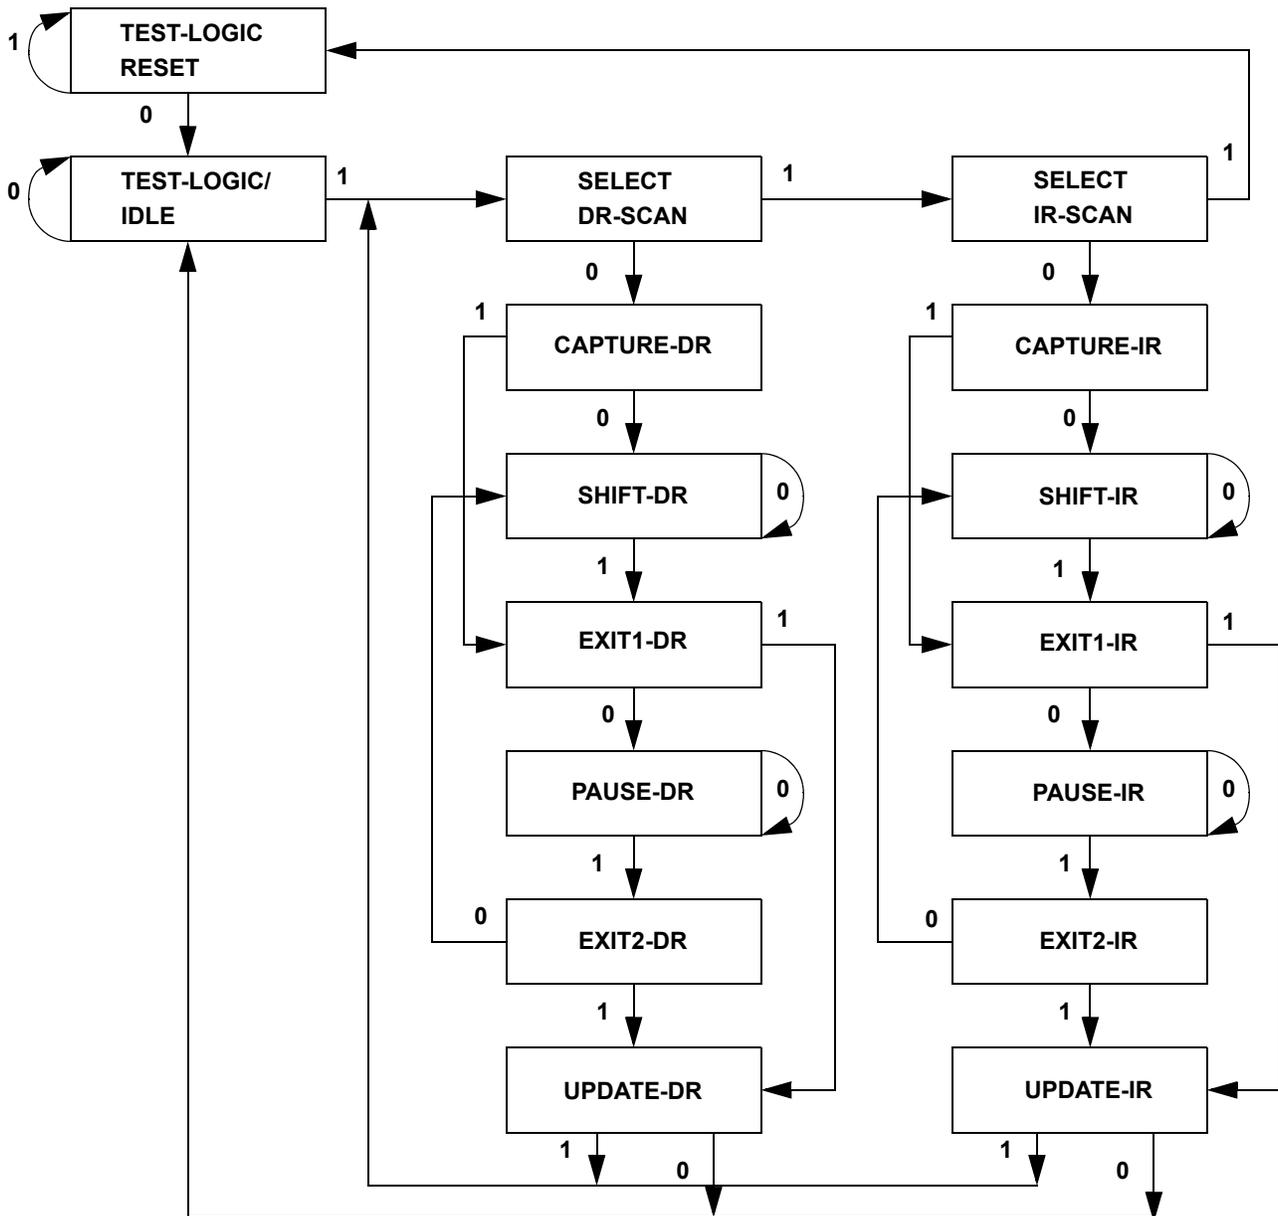 TEST-LOGIC
RESET
1
0
TEST-LOGIC/
IDLE
0
1
SELECT
DR-SCAN
1
SELECT
IR-SCAN
1
0
0
1
CAPTURE-DR
1
CAPTURE-IR
0
0
SHIFT-DR
0
SHIFT-IR
0
1
1
EXIT1-DR
1
EXIT1-IR
1
0
0
PAUSE-DR
0
PAUSE-IR
0
1
1
0
EXIT2-DR
0
EXIT2-IR
1
1
UPDATE-DR
UPDATE-IR
1
0
1
0